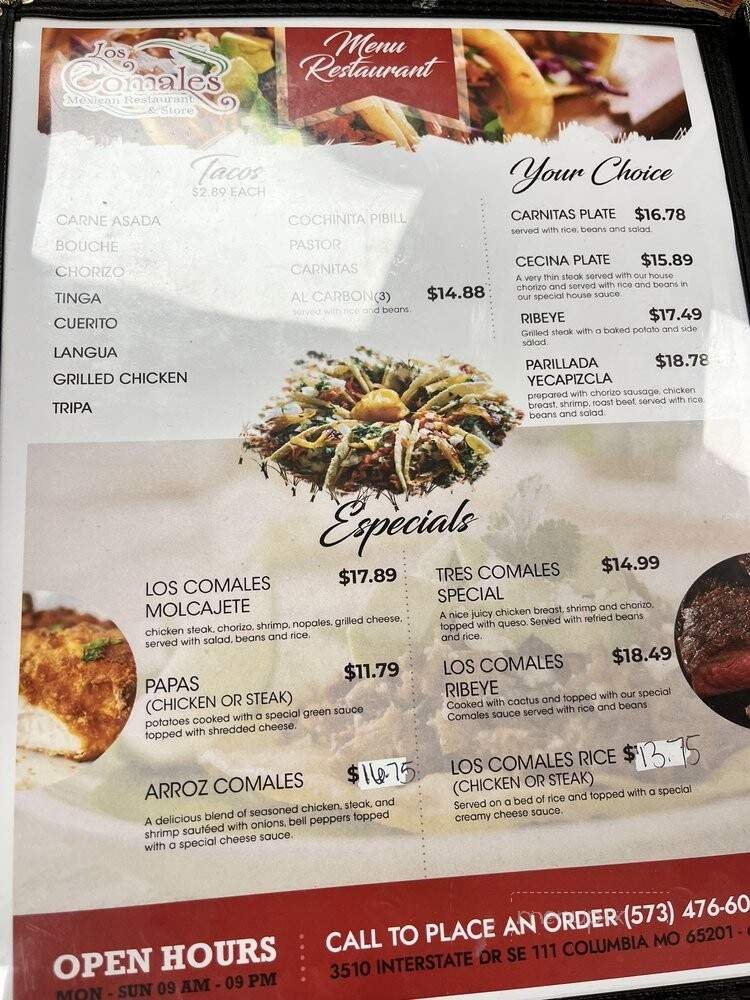 Los
Comales
Mexican Restaurant
& Store
Menu
Restaurant
Tacos
$2.89 EACH
CARNE ASADA
BOUCHE
CHORIZO
TINGA
CUERITO
LANGUA
GRILLED CHICKEN
TRIPA
COCHINITA PIBILL
PASTOR
CARNITAS
AL CARBON(3) $14.88
served with rice and beans.
Your Choice
CARNITAS PLATE $16.78
served with rice, beans and salad.
CECINA PLATE $15.89
A very thin steak served with our house
chorizo and served with rice and beans in
our special house sauce.
RIBEYE $17.49
Grilled steak with a baked potato and side
salad.
PARILLADA $18.78
YECAPIZCLA
prepared with chorizo sausage, chicken
breast, shrimp, roast beef, served with rice,
beans and salad.
Especials
LOS COMALES $17.89
MOLCAJETE
chicken steak, chorizo, shrimp, nopales, grilled cheese,
served with salad, beans and rice.
PAPAS $11.79
(CHICKEN OR STEAK)
potatoes cooked with a special green sauce
topped with shredded cheese.
ARROZ COMALES $16.75
A delicious blend of seasoned chicken, steak, and
shrimp sautéed with onions, bell peppers topped
with a special cheese sauce.
TRES COMALES $14.99
SPECIAL
A nice juicy chicken breast, shrimp and chorizo,
topped with queso. Served with refried beans
and rice.
LOS COMALES $18.49
RIBEYE
Cooked with cactus and topped with our special
Comales sauce served with rice and beans
LOS COMALES RICE $13.75
(CHICKEN OR STEAK)
Served on a bed of rice and topped with a special
creamy cheese sauce.
OPEN HOURS
MON - SUN 09 AM - 09 PM
CALL TO PLACE AN ORDER (573) 476-60
3510 INTERSTATE DR SE 111 COLUMBIA MO 65201 -